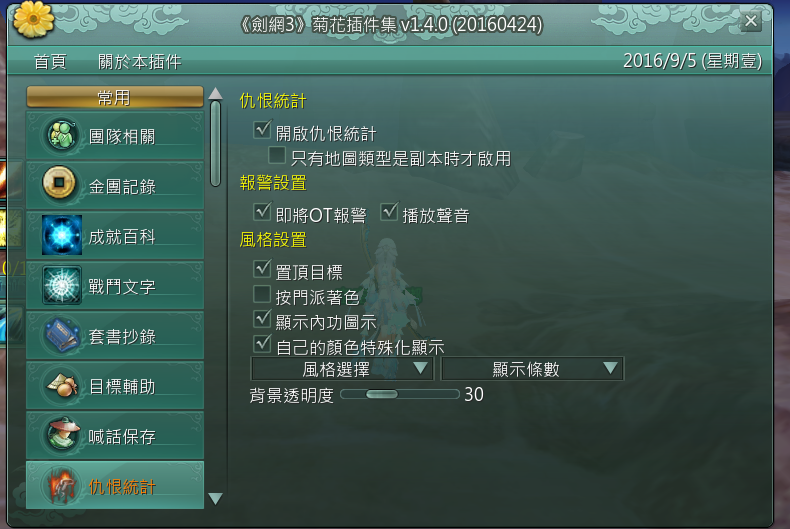 《劍網3》菊花插件集 v1.4.0 (20160424)
首頁 關於本插件 2016/9/5 (星期壹)
常用
團隊相關
金團記錄
成就百科
戰鬥文字
套書抄錄
目標輔助
喊話保存
仇恨統計
仇恨統計
開啟仇恨統計
只有地圖類型是副本時才啟用
報警設置
即將OT報警 播放聲音
風格設置
置頂目標
按門派著色
顯示內功圖示
自己的顏色特殊化顯示
風格選擇 顯示條數
背景透明度 30